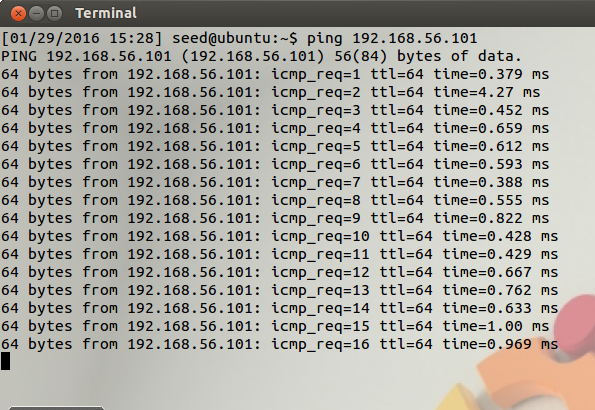 Terminal
[01/29/2016 15:28] seed@ubuntu:~$ ping 192.168.56.101
PING 192.168.56.101 (192.168.56.101) 56(84) bytes of data.
64 bytes from 192.168.56.101: icmp_req=1 ttl=64 time=0.379 ms
64 bytes from 192.168.56.101: icmp_req=2 ttl=64 time=4.27 ms
64 bytes from 192.168.56.101: icmp_req=3 ttl=64 time=0.452 ms
64 bytes from 192.168.56.101: icmp_req=4 ttl=64 time=0.659 ms
64 bytes from 192.168.56.101: icmp_req=5 ttl=64 time=0.612 ms
64 bytes from 192.168.56.101: icmp_req=6 ttl=64 time=0.593 ms
64 bytes from 192.168.56.101: icmp_req=7 ttl=64 time=0.388 ms
64 bytes from 192.168.56.101: icmp_req=8 ttl=64 time=0.555 ms
64 bytes from 192.168.56.101: icmp_req=9 ttl=64 time=0.822 ms
64 bytes from 192.168.56.101: icmp_req=10 ttl=64 time=0.428 ms
64 bytes from 192.168.56.101: icmp_req=11 ttl=64 time=0.429 ms
64 bytes from 192.168.56.101: icmp_req=12 ttl=64 time=0.667 ms
64 bytes from 192.168.56.101: icmp_req=13 ttl=64 time=0.762 ms
64 bytes from 192.168.56.101: icmp_req=14 ttl=64 time=0.633 ms
64 bytes from 192.168.56.101: icmp_req=15 ttl=64 time=1.00 ms
64 bytes from 192.168.56.101: icmp_req=16 ttl=64 time=0.969 ms